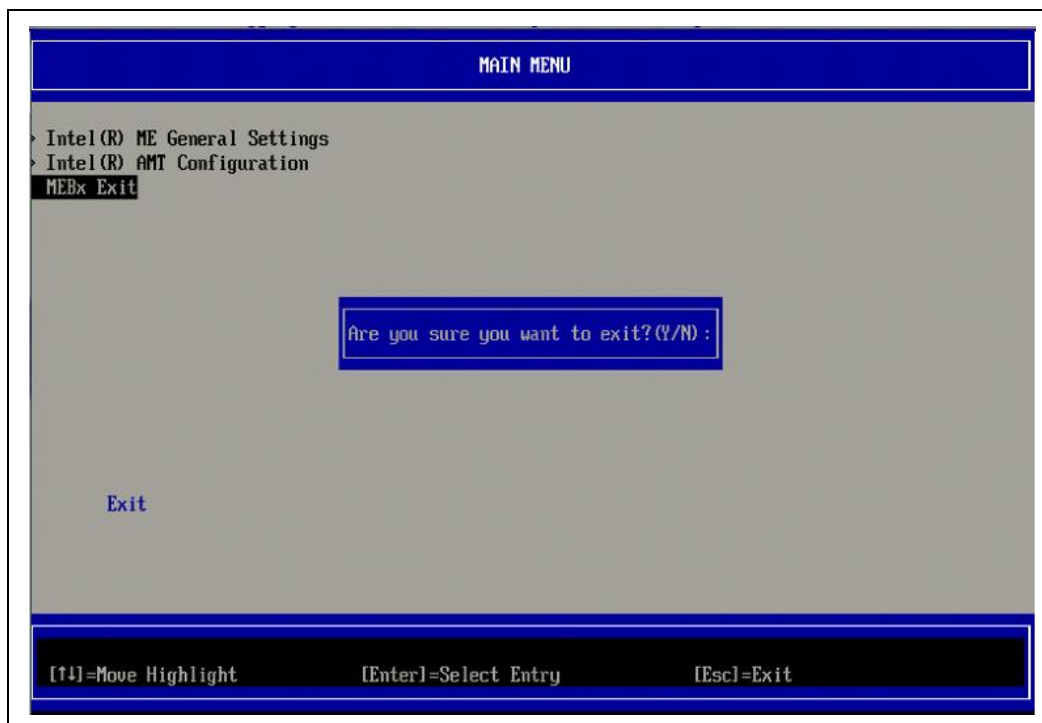 MAIN MENU
Intel(R) ME General Settings
Intel(R) AMT Configuration
MEBx Exit
Are you sure you want to exit?(Y/N):
Exit
[↑↓]=Move Highlight [Enter]=Select Entry [Esc]=Exit